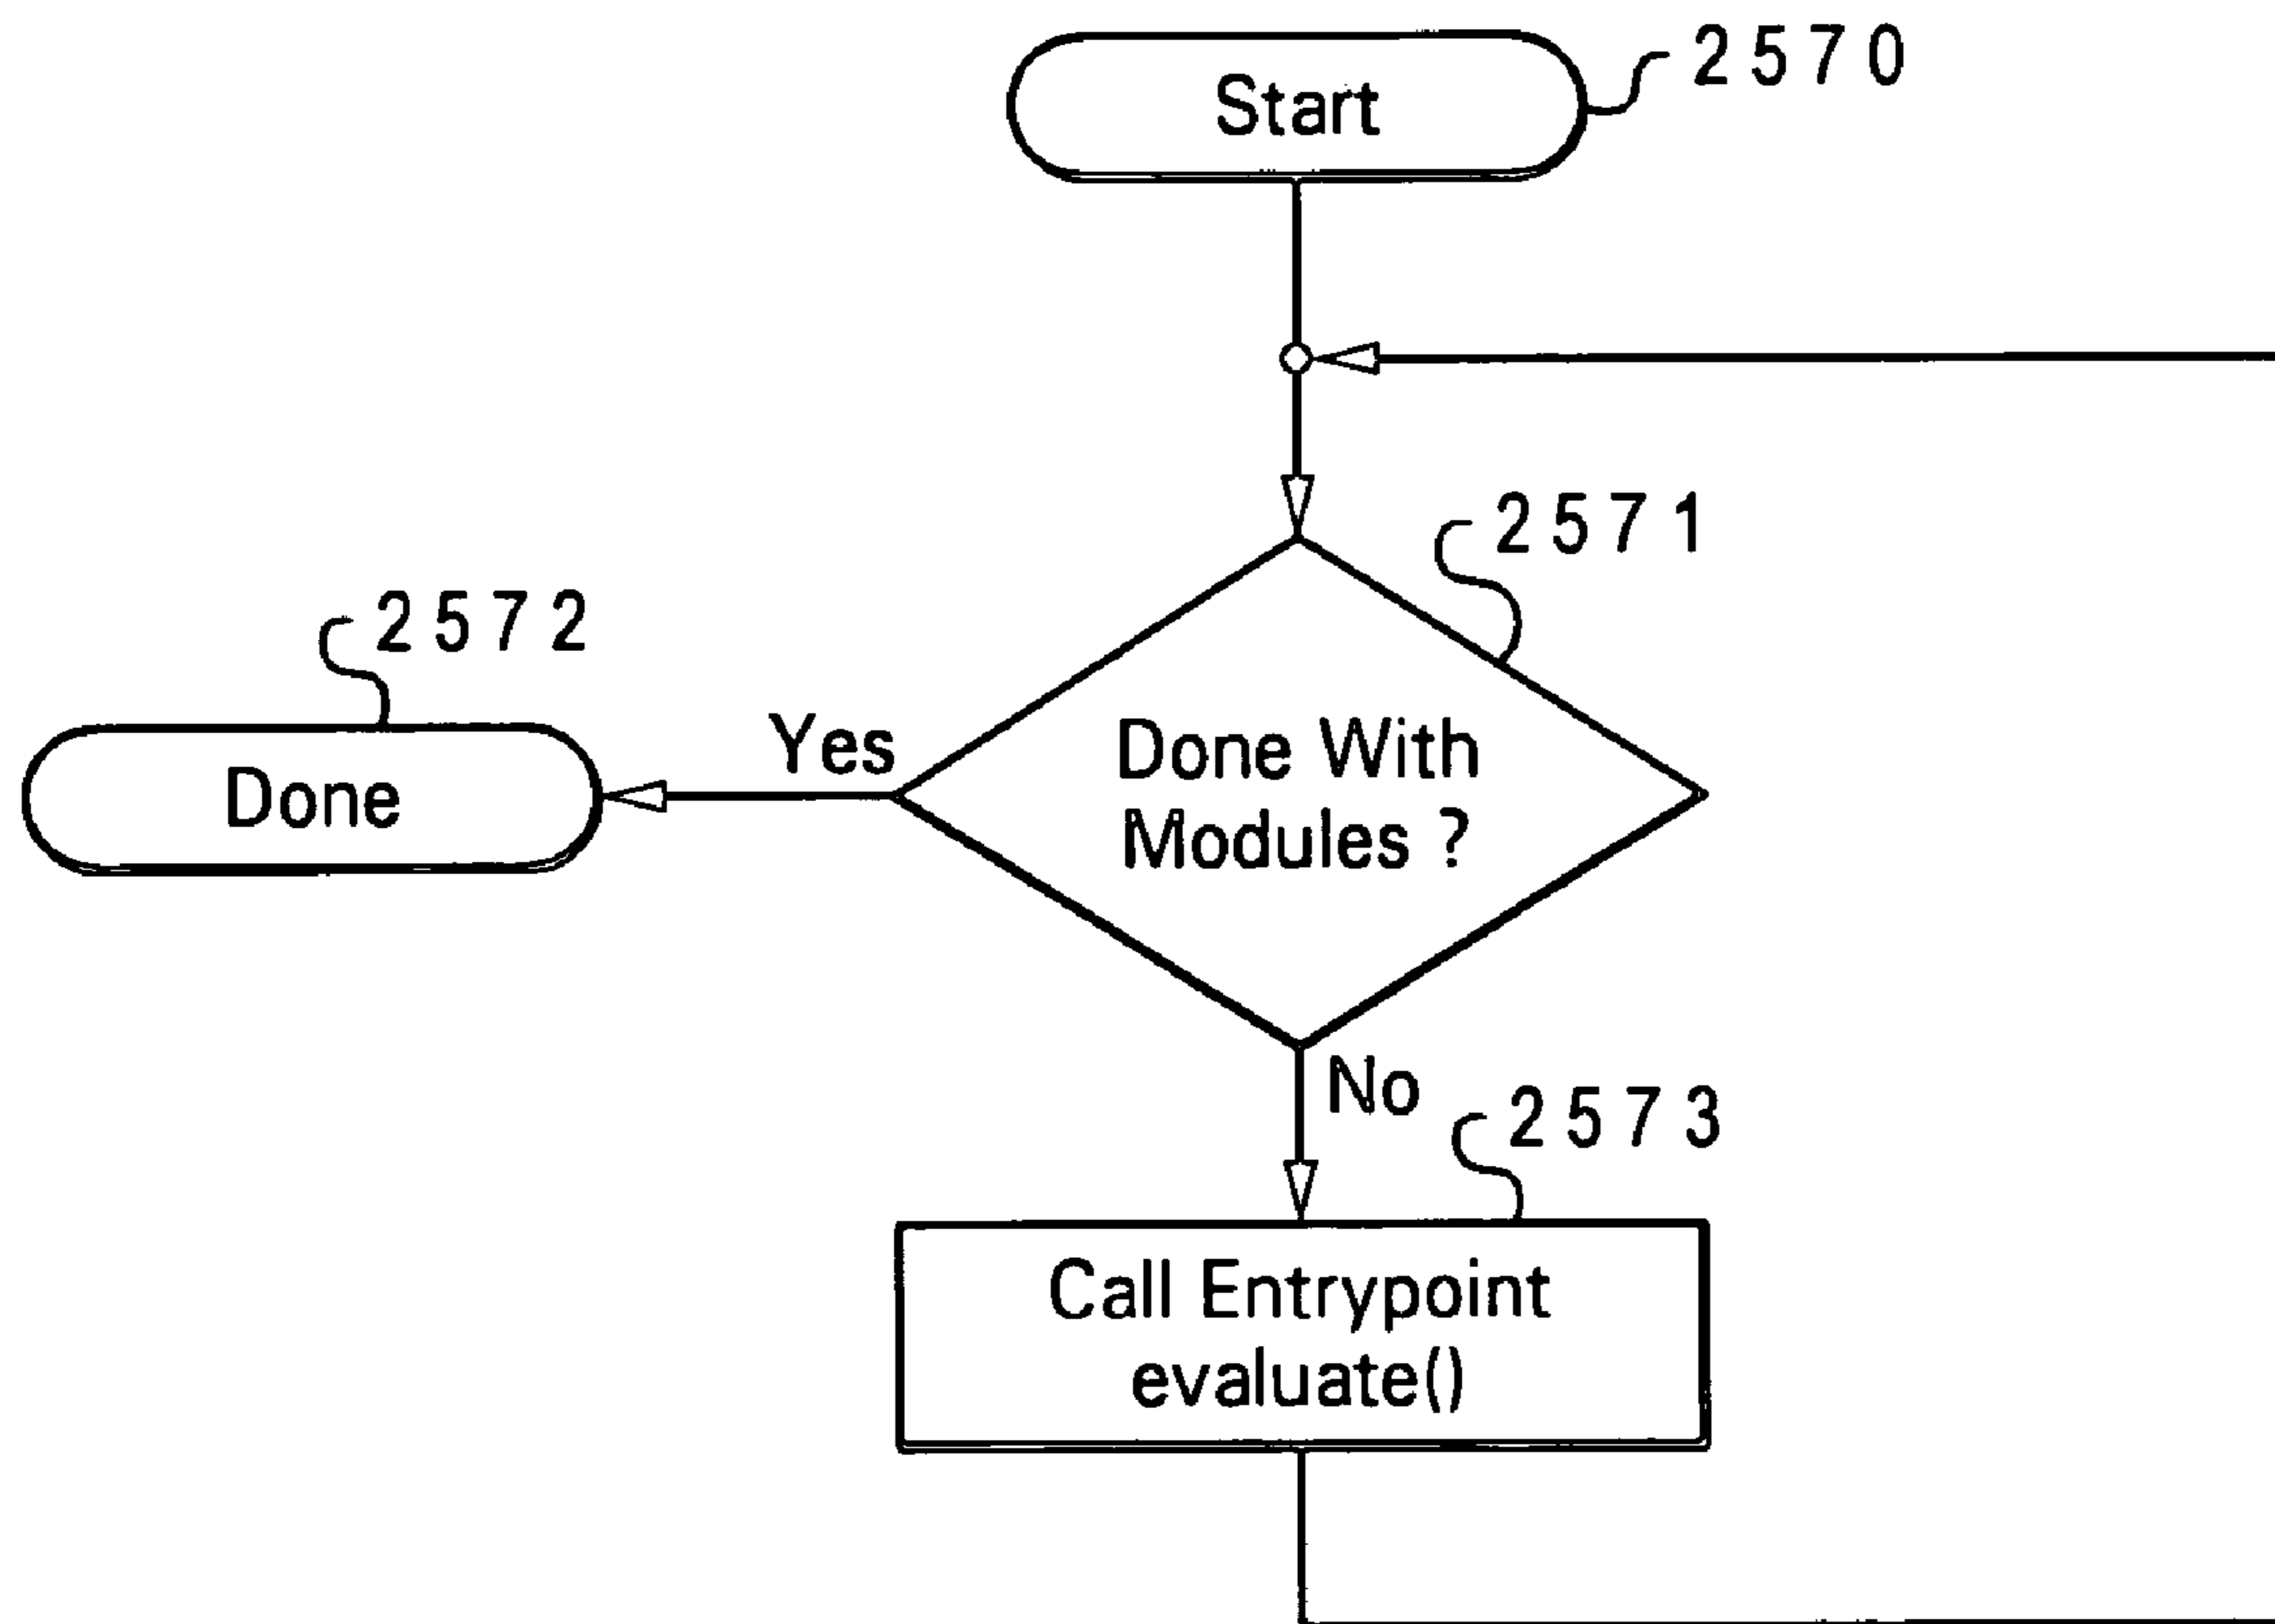 Start
2570
2571
2572
Yes
Done With
Modules ?
Done
No
2573
Call Entrypoint
evaluate()